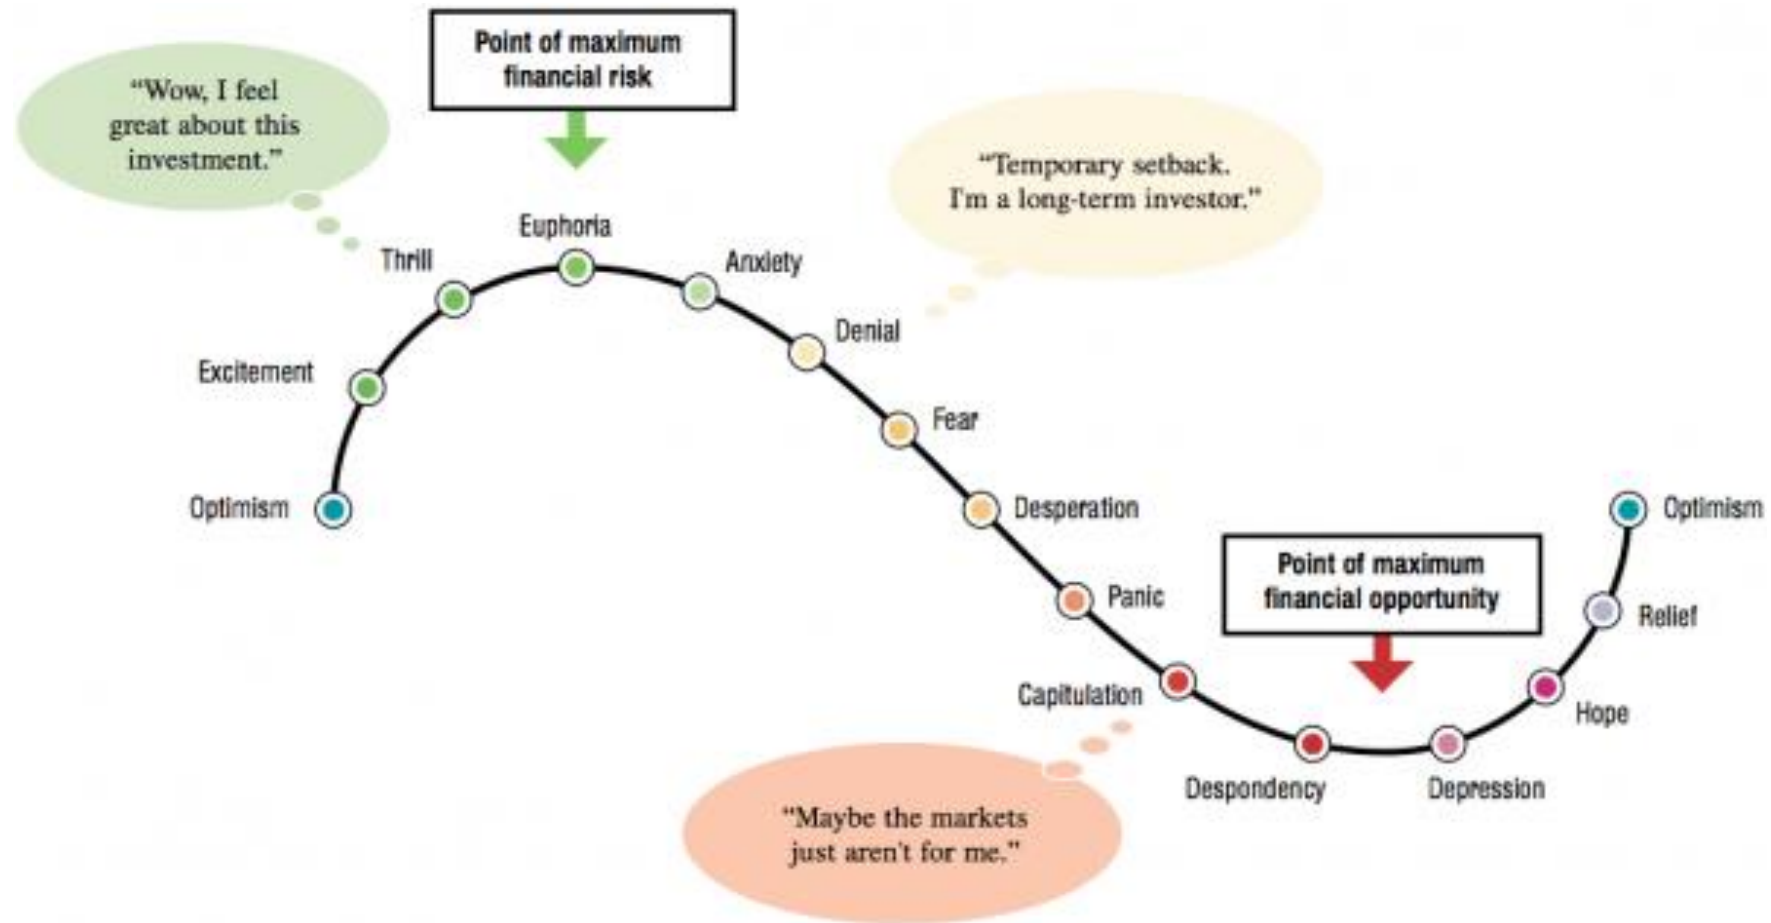 Point of maximum
financial risk
“Wow, I feel
great about this
investment.”
“Temporary setback.
I'm a long-term investor.”
Euphoria
Thrill
Anxiety
Denial
Excitement
Fear
Optimism
Desperation
Optimism
Point of maximum
financial opportunity
Panic
Relief
Capitulation
Hope
Despondency
Depression
“Maybe the markets
just aren't for me.”